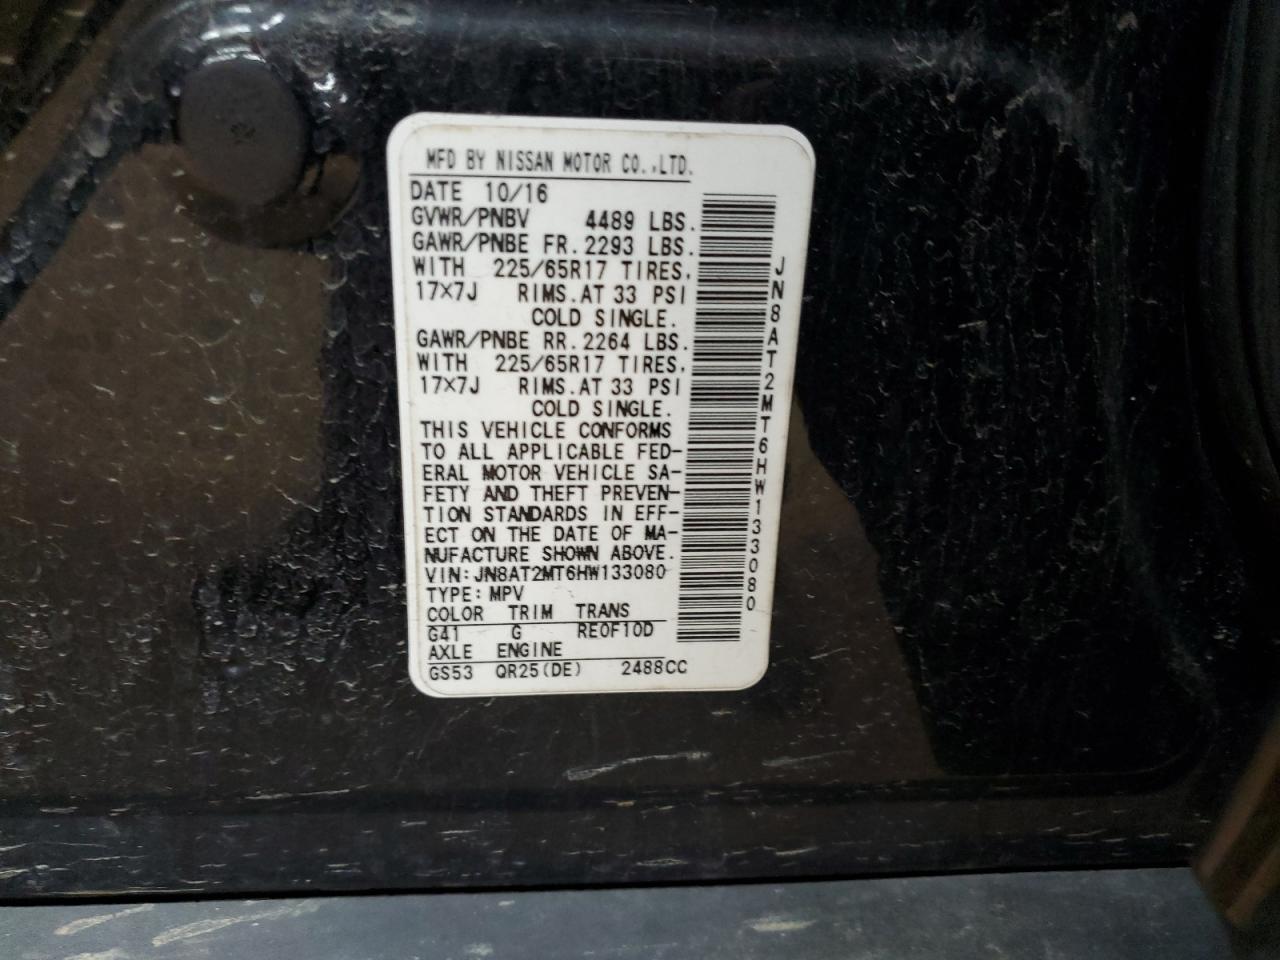 MFD BY NISSAN MOTOR CO.,LTD.
DATE 10/16
GVWR/PNBV 4489 LBS.
GAWR/PNBE FR. 2293 LBS.
WITH 225/65R17 TIRES,
17×7J RIMS. AT 33 PSI
COLD SINGLE.
GAWR/PNBE RR. 2264 LBS.
WITH 225/65R17 TIRES,
17×7J RIMS. AT 33 PSI
COLD SINGLE.
THIS VEHICLE CONFORMS
TO ALL APPLICABLE FED-
ERAL MOTOR VEHICLE SA-
FETY AND THEFT PREVEN-
TION STANDARDS IN EFF-
ECT ON THE DATE OF MA-
NUFACTURE SHOWN ABOVE.
VIN: JN8AT2MT6HW133080
TYPE: MPV
COLOR TRIM TRANS
G41 G RE0F10D
AXLE ENGINE
GS53 QR25(DE) 2488CC
JN8AT2MT6HW133080